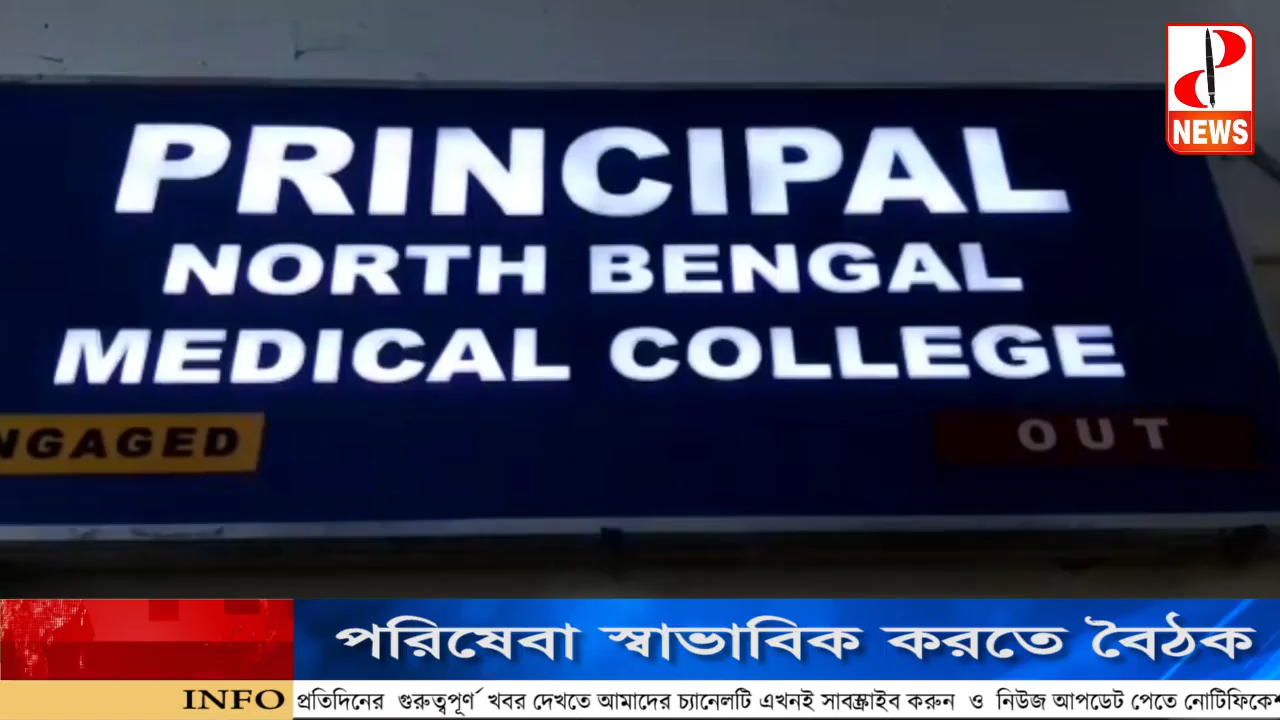 NEWS
PRINCIPAL
NORTH BENGAL
MEDICAL COLLEGE
NGAGED
OUT
পরিষেবা স্বাভাবিক করতে বৈঠক
INFO প্রতিদিনের গুরুত্বপূর্ণ খবর দেখতে আমাদের চ্যানেলটি এখনই সাবস্ক্রাইব করুন ও নিউজ আপডেট পেতে